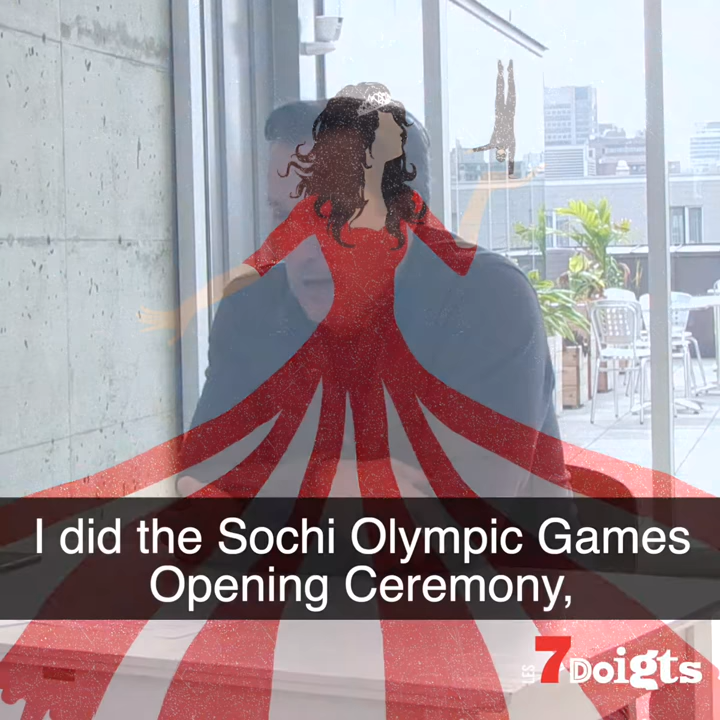 I did the Sochi Olympic Games
Opening Ceremony,
LES 7 Doigts